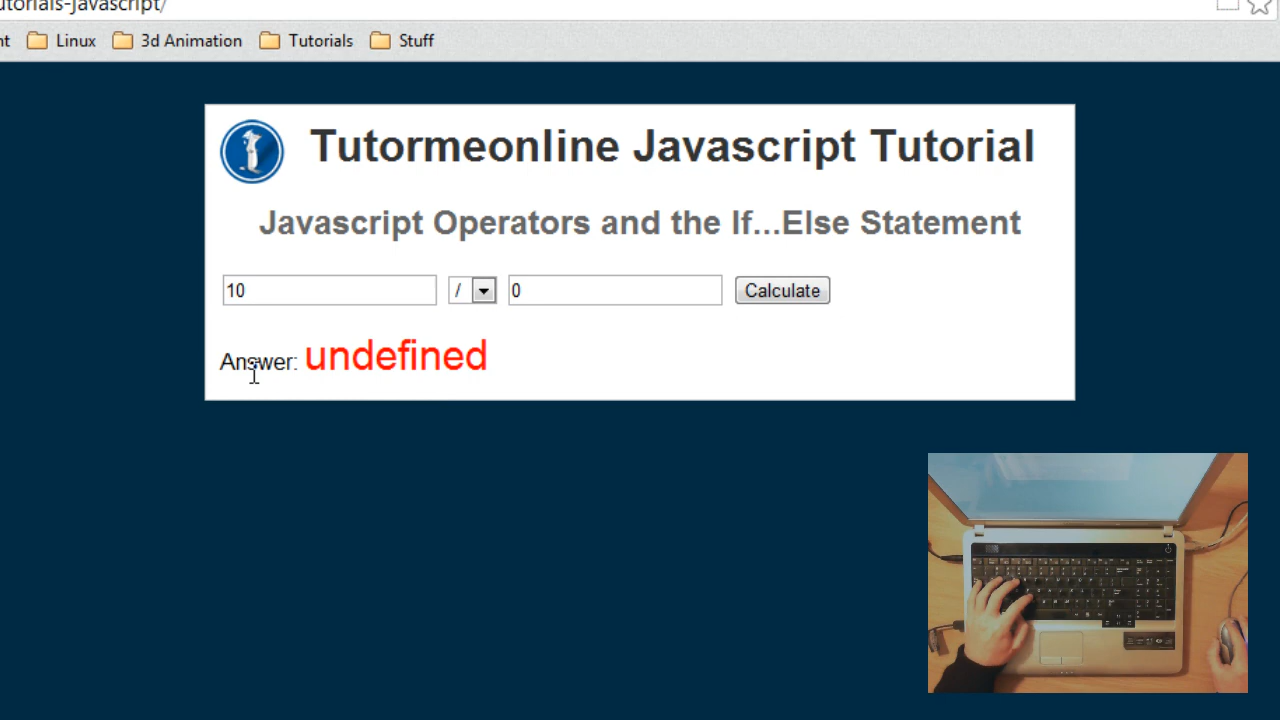 utorials-javascript/
nt Linux 3d Animation Tutorials Stuff
Tutormeonline Javascript Tutorial
Javascript Operators and the If...Else Statement
10 / 0 Calculate
Answer: undefined